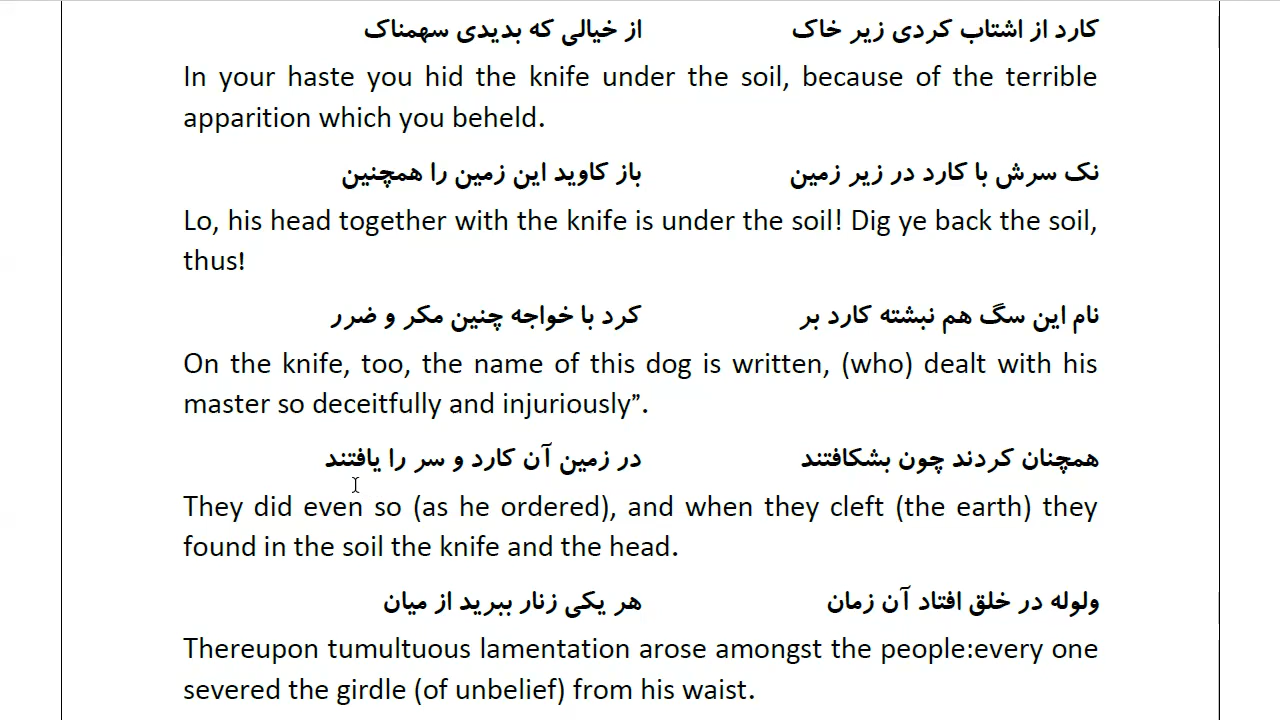 کارد از اشتاب کردی زیر خاک از خیالی که بدیدی سهمناک
In your haste you hid the knife under the soil, because of the terrible
apparition which you beheld.
نک سرش با کارد در زیر زمین باز کاوید این زمین را همچنین
Lo, his head together with the knife is under the soil! Dig ye back the soil,
thus!
نام این سگ هم نبشته کارد بر کرد با خواجه چنین مکر و ضرر
On the knife, too, the name of this dog is written, (who) dealt with his
master so deceitfully and injuriously”.
همچنان کردند چون بشکافتند در زمین آن کارد و سر را یافتند
They did even so (as he ordered), and when they cleft (the earth) they
found in the soil the knife and the head.
ولوله در خلق افتاد آن زمان هر یکی زنار ببرید از میان
Thereupon tumultuous lamentation arose amongst the people:every one
severed the girdle (of unbelief) from his waist.